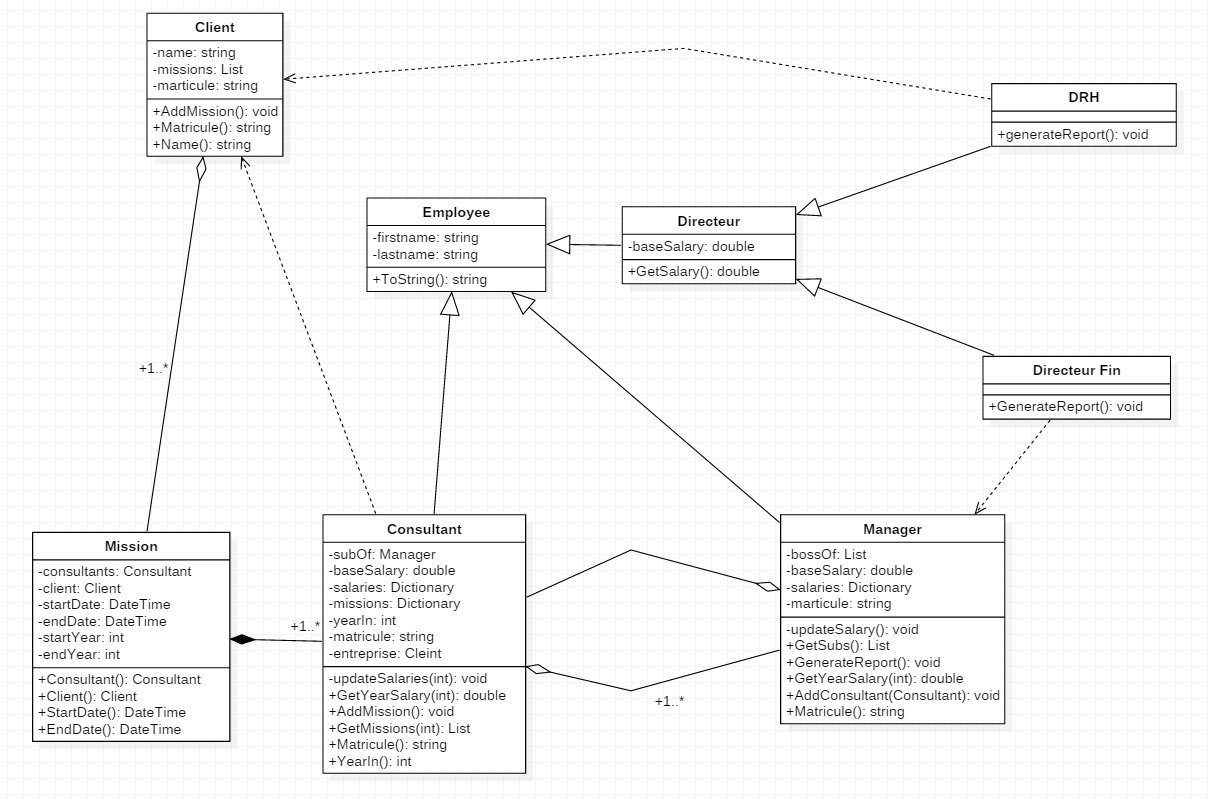 Client
-name: string
-missions: List
-marticule: string
+AddMission(): void
+Matricule(): string
+Name(): string
DRH
+generateReport(): void
Employee
-firstname: string
-lastname: string
+ToString(): string
Directeur
-baseSalary: double
+GetSalary(): double
Directeur Fin
+GenerateReport(): void
+1..*
Mission
-consultants: Consultant
-client: Client
-startDate: DateTime
-endDate: DateTime
-startYear: int
-endYear: int
+Consultant(): Consultant
+Client(): Client
+StartDate(): DateTime
+EndDate(): DateTime
+1..*
Consultant
-subOf: Manager
-baseSalary: double
-salaries: Dictionary
-missions: Dictionary
-yearIn: int
-matricule: string
-entreprise: Cleint
-updateSalaries(int): void
+GetYearSalary(int): double
+AddMission(): void
+GetMissions(int): List
+Matricule(): string
+YearIn(): int
+1..*
Manager
-bossOf: List
-baseSalary: double
-salaries: Dictionary
-marticule: string
-updateSalary(): void
+GetSubs(): List
+GenerateReport(): void
+GetYearSalary(int): double
+AddConsultant(Consultant): void
+Matricule(): string